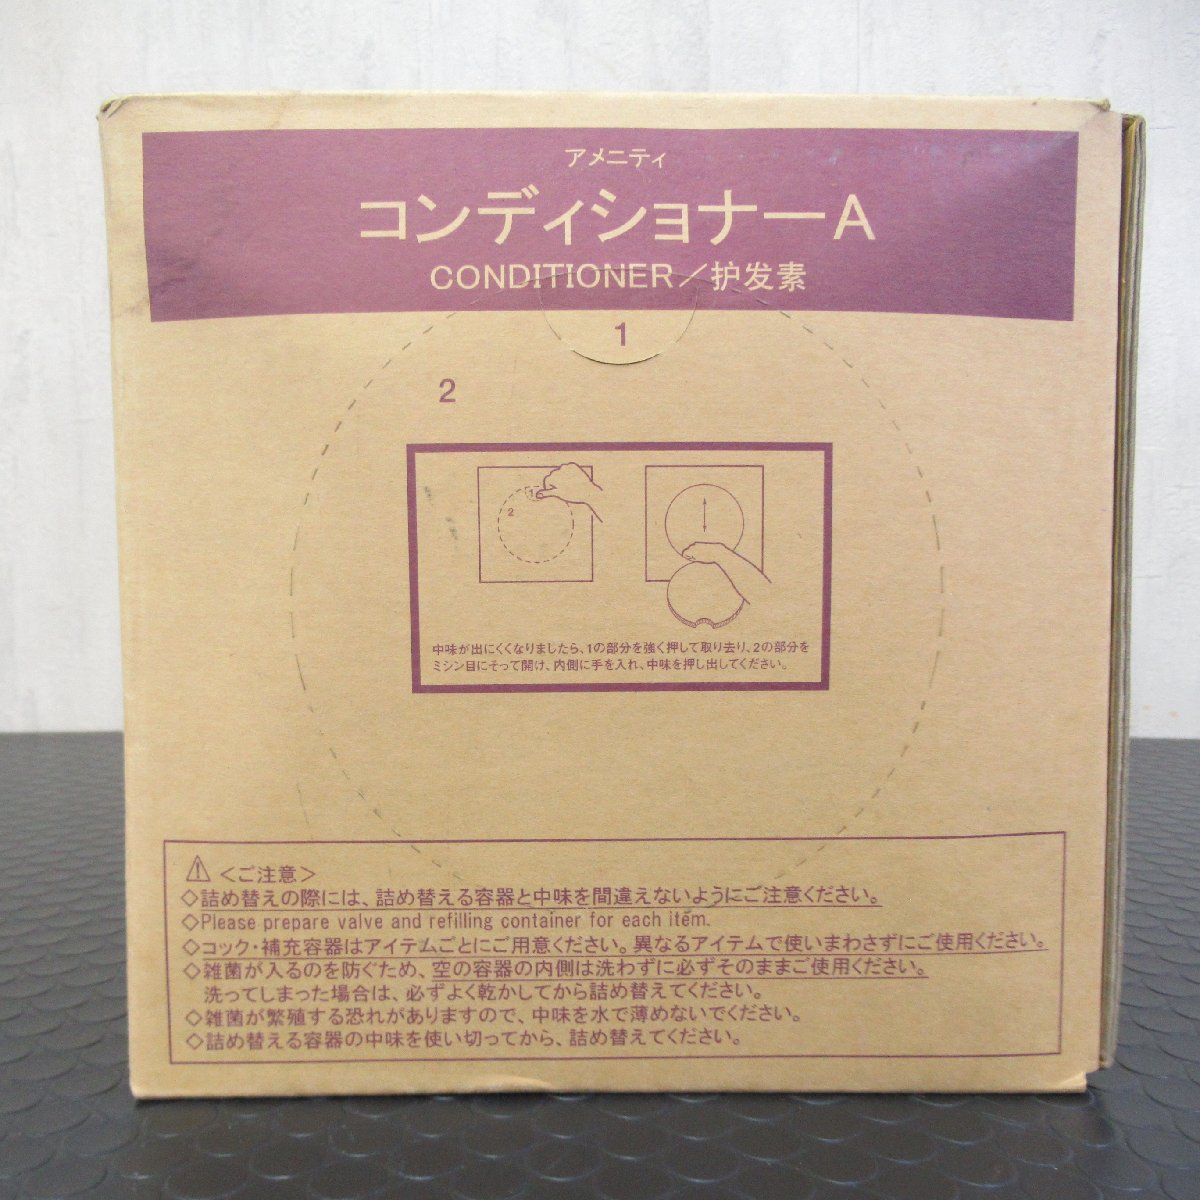 アメニティ
コンディショナーA
CONDITIONER／护发素
1
2
1
2
中味が出にくくなりましたら、1の部分を強く押して取り去り、2の部分を
ミシン目にそって開け、内側に手を入れ、中味を押し出してください。
＜ご注意＞
◇詰め替えの際には、詰め替える容器と中味を間違えないようにご注意ください。
◇Please prepare valve and refilling container for each item.
◇コック・補充容器はアイテムごとにご用意ください。異なるアイテムで使いまわさずにご使用ください。
◇雑菌が入るのを防ぐため、空の容器の内側は洗わずに必ずそのままご使用ください。
洗ってしまった場合は、必ずよく乾かしてから詰め替えてください。
◇雑菌が繁殖する恐れがありますので、中味を水で薄めないでください。
◇詰め替える容器の中味を使い切ってから、詰め替えてください。